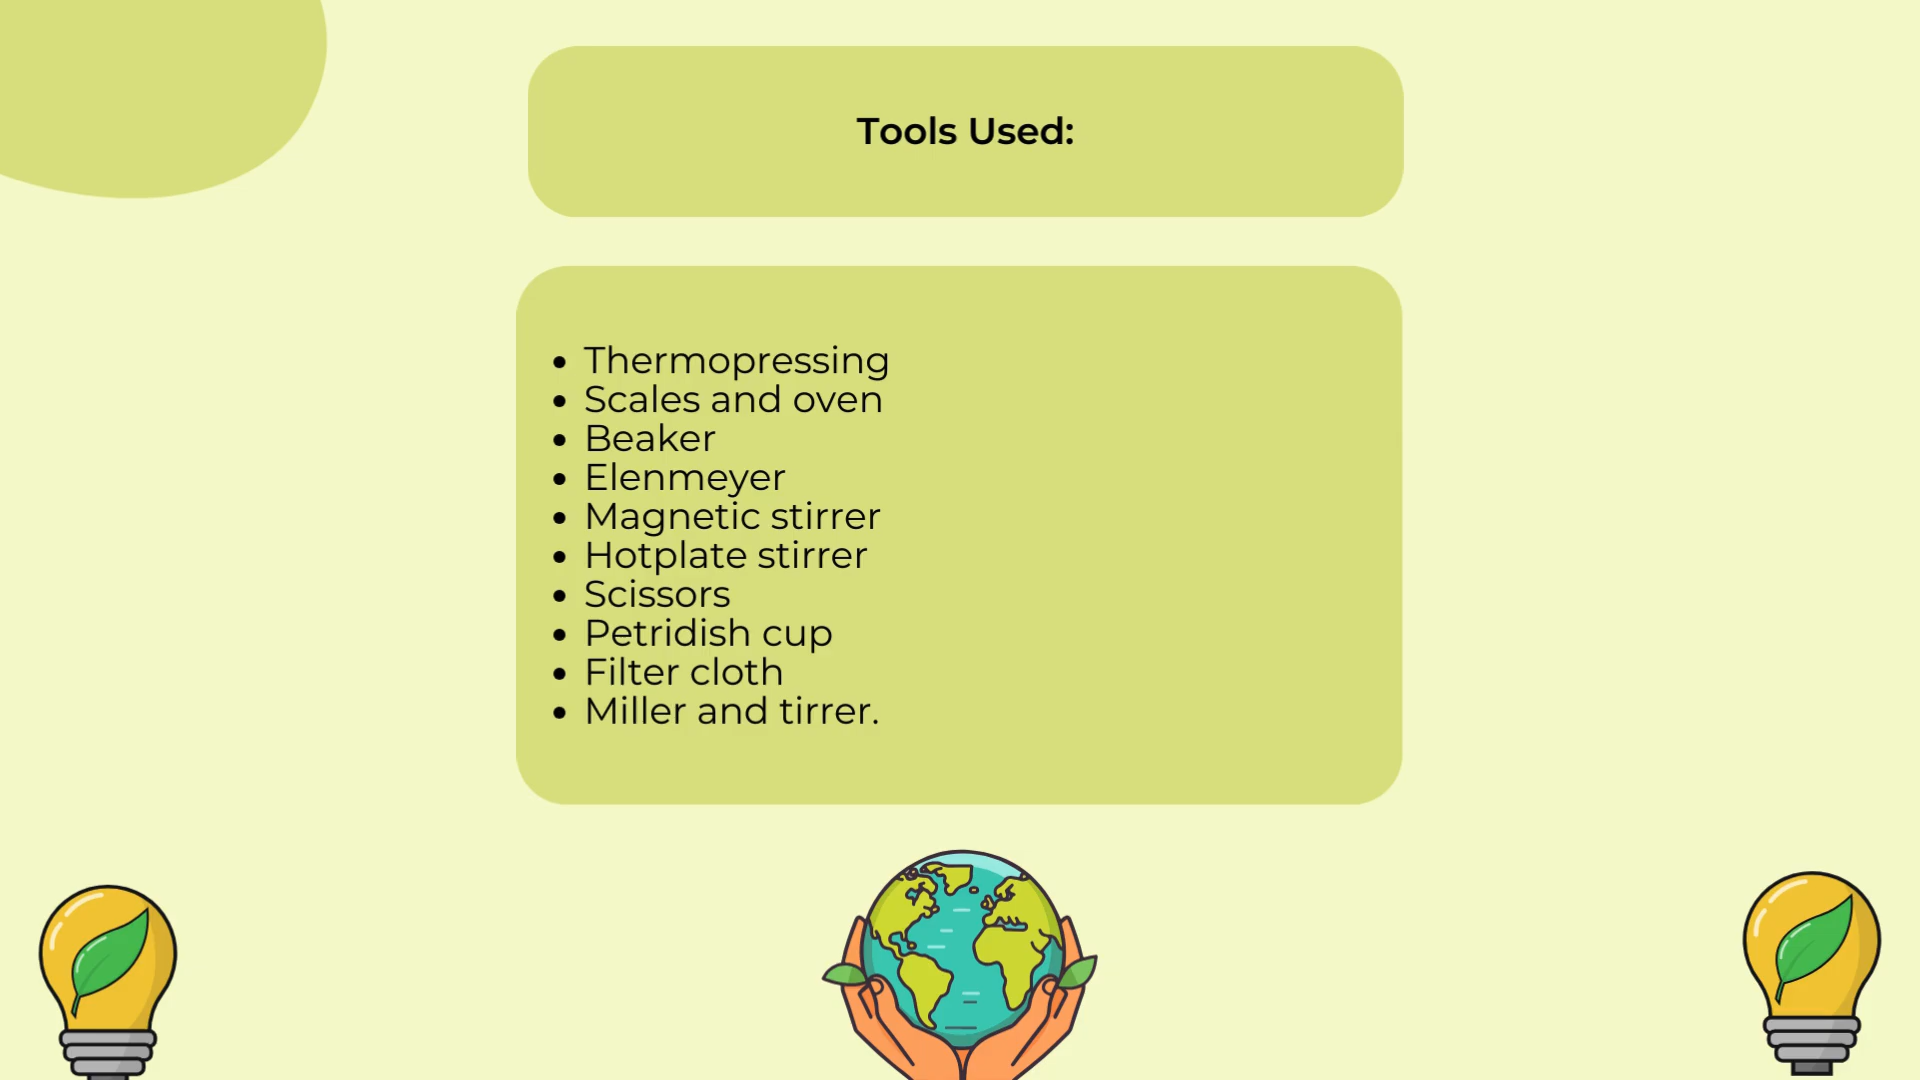 Tools Used:
• Thermopressing
• Scales and oven
• Beaker
• Elenmeyer
• Magnetic stirrer
• Hotplate stirrer
• Scissors
• Petridish cup
• Filter cloth
• Miller and tirrer.